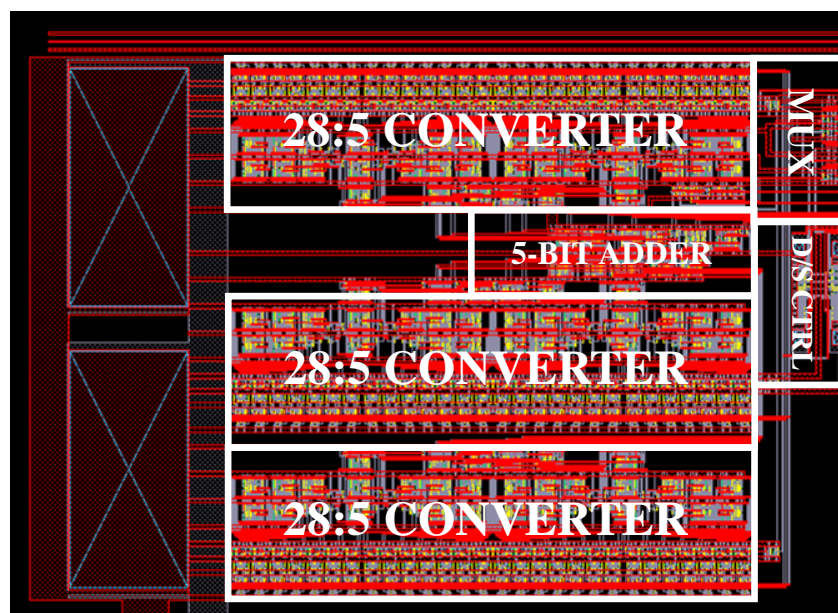 28:5 CONVERTER
MUX
5-BIT ADDER
D/S CTRL
28:5 CONVERTER
28:5 CONVERTER